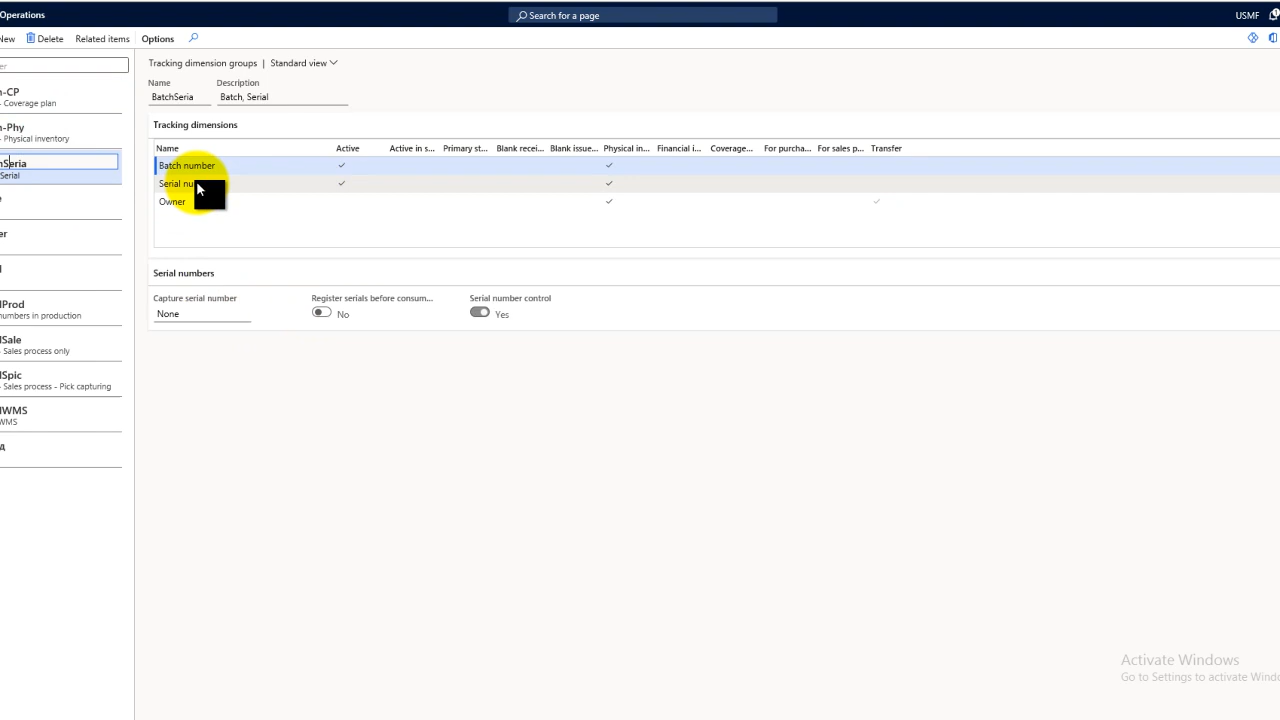 Operations
Search for a page
USMF
New
Delete
Related items
Options
Tracking dimension groups | Standard view
Name
Description
BatchSeria
Batch, Serial
Tracking dimensions
Name
Active
Active in s...
Primary st...
Blank recei...
Blank issue...
Physical in...
Financial i...
Coverage...
For purcha...
For sales p...
Transfer
Batch number
Serial nu
Owner
Serial numbers
Capture serial number
Register serials before consum...
Serial number control
None
No
Yes
er
-CP
- Coverage plan
-Phy
- Physical inventory
Seria
Serial
er
Prod
numbers in production
Sale
- Sales process only
Spic
- Sales process - Pick capturing
WMS
WMS
Activate Windows
Go to Settings to activate Windo